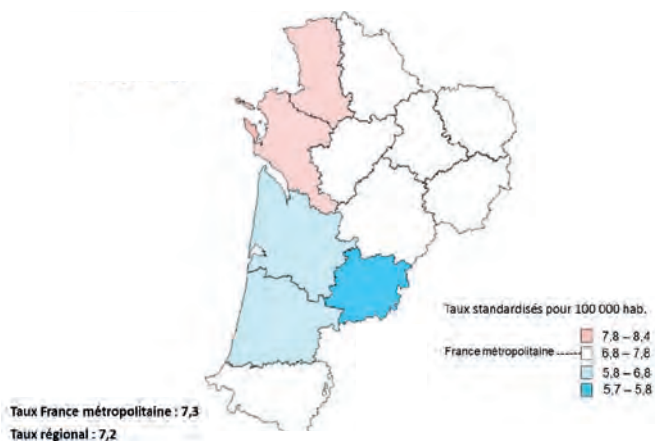 Taux standardisés pour 100 000 hab.
7,8 – 8,4
France métropolitaine
6,8 – 7,8
5,8 – 6,8
5,7 – 5,8
Taux France métropolitaine : 7,3
Taux régional : 7,2